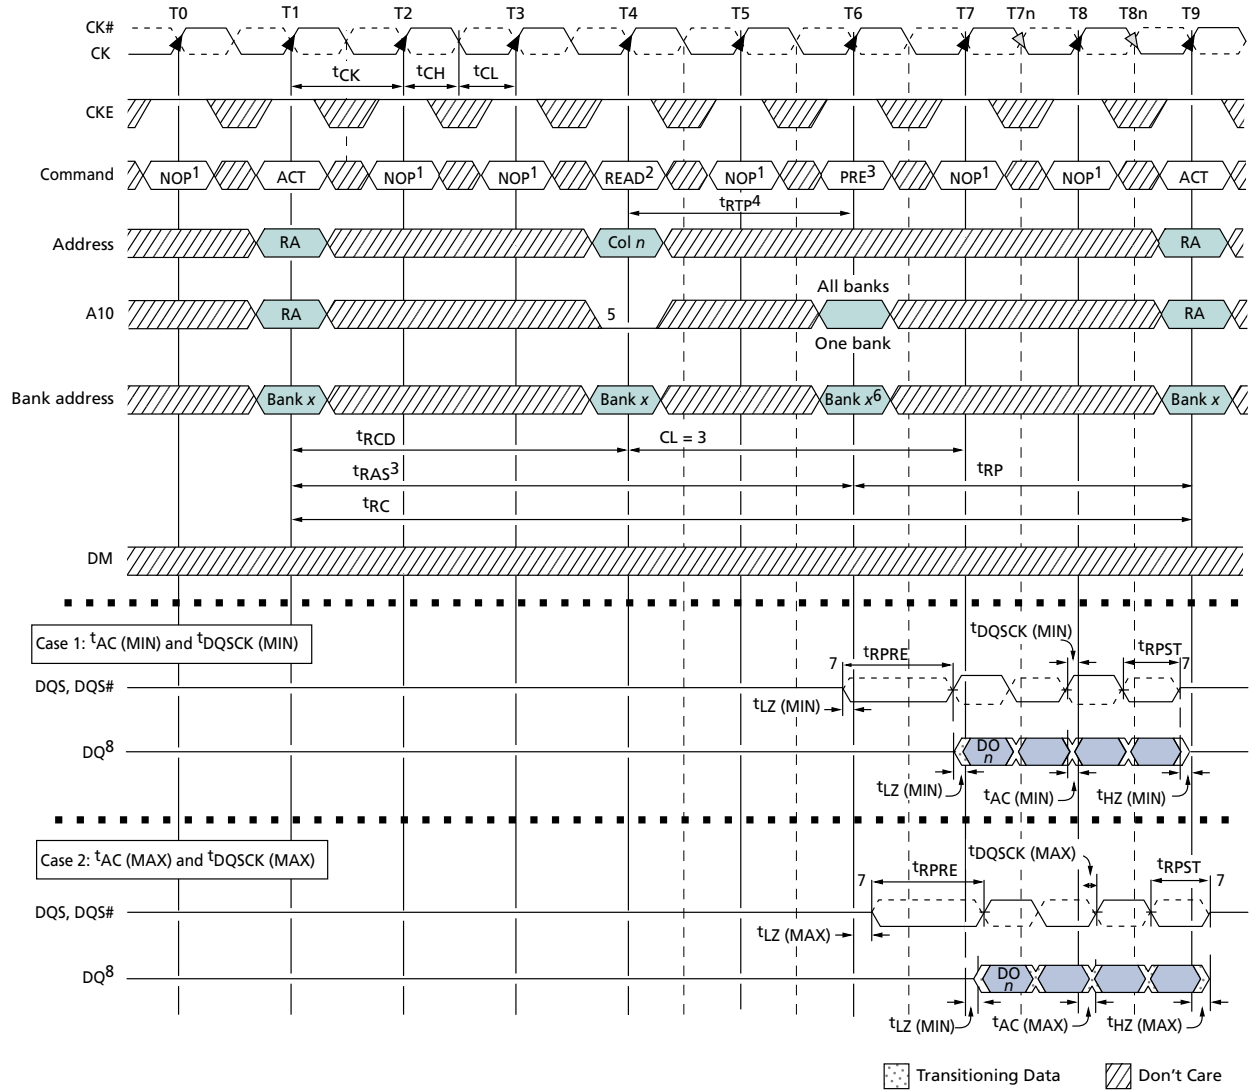 T0 T1 T2 T3 T4 T5 T6 T7 T7n T8 T8n T9
CK#
CK
tCK tCH tCL
CKE
Command NOP1 ACT NOP1 NOP1 READ2 NOP1 PRE3 NOP1 NOP1 ACT
tRTP4
Address RA Col n RA
All banks
A10 RA 5 RA
One bank
Bank address Bank x Bank x Bank x6 Bank x
tRCD CL = 3
tRAS3 tRP
tRC
DM
Case 1: tAC (MIN) and tDQSCK (MIN)
tDQSCK (MIN)
7 tRPRE tRPST 7
DQS, DQS#
tLZ (MIN)
DQ8 DO
n
tLZ (MIN) tAC (MIN) tHZ (MIN)
Case 2: tAC (MAX) and tDQSCK (MAX)
tDQSCK (MAX)
7 tRPRE tRPST 7
DQS, DQS#
tLZ (MAX)
DQ8 DO
n
tLZ (MIN) tAC (MAX) tHZ (MAX)
Transitioning Data Don't Care